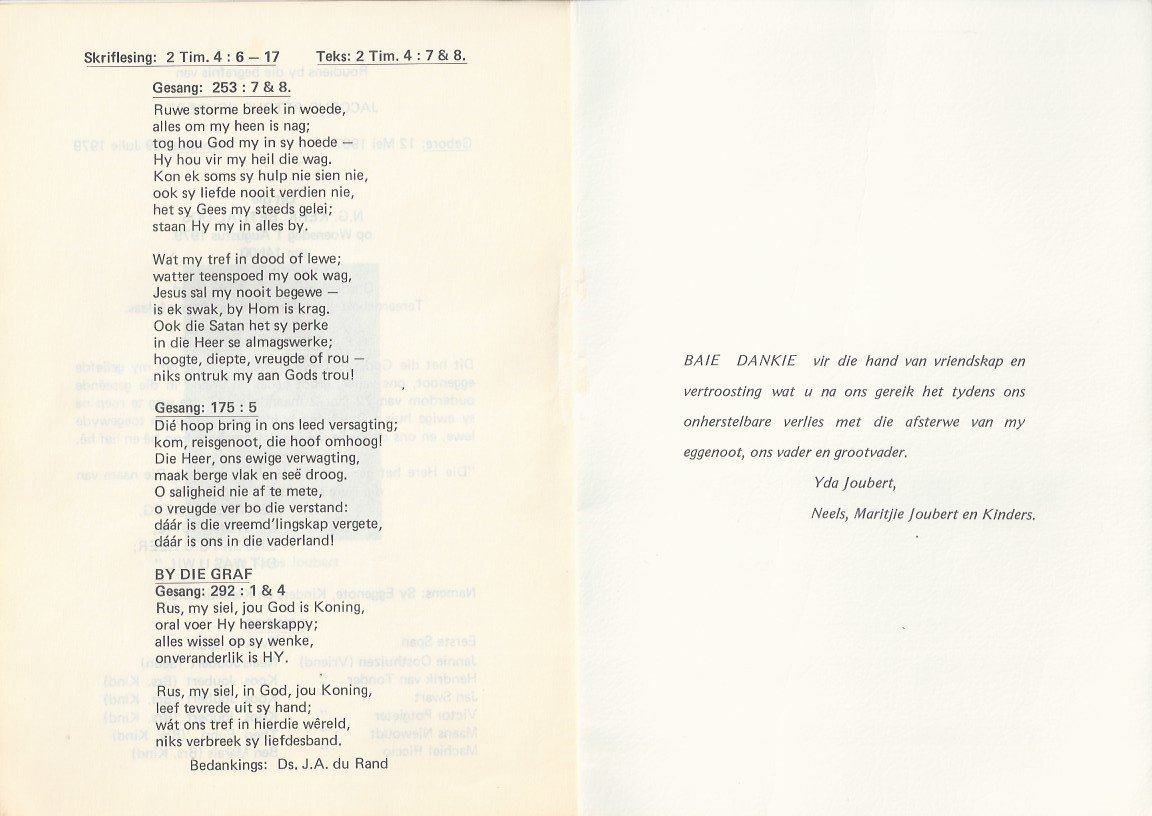 Skriflesing: 2 Tim. 4 : 6 – 17 Teks: 2 Tim. 4 : 7 & 8.
Gesang: 253 : 7 & 8.
Ruwe storme breek in woede,
alles om my heen is nag;
tog hou God my in sy hoede –
Hy hou vir my heil die wag.
Kon ek soms sy hulp nie sien nie,
ook sy liefde nooit verdien nie,
het sy Gees my steeds gelei;
staan Hy my in alles by.
Wat my tref in dood of lewe;
watter teenspoed my ook wag,
Jesus sal my nooit begewe –
is ek swak, by Hom is krag.
Ook die Satan het sy perke
in die Heer se almagswerke;
hoogte, diepte, vreugde of rou –
niks ontruk my aan Gods trou!
Gesang: 175 : 5
Dié hoop bring in ons leed versagting;
kom, reisgenoot, die hoof omhoog!
Die Heer, ons ewige verwagting,
maak berge vlak en seë droog.
O saligheid nie af te mete,
o vreugde ver bo die verstand:
dáár is die vreemd'lingskap vergete,
dáár is ons in die vaderland!
BY DIE GRAF
Gesang: 292 : 1 & 4
Rus, my siel, jou God is Koning,
oral voer Hy heerskappy;
alles wissel op sy wenke,
onveranderlik is HY.
Rus, my siel, in God, jou Koning,
leef tevrede uit sy hand;
wát ons tref in hierdie wêreld,
niks verbreek sy liefdesband.
Bedankings: Ds. J.A. du Rand
BAIE DANKIE vir die hand van vriendskap en
vertroosting wat u na ons gereik het tydens ons
onherstelbare verlies met die afsterwe van my
eggenoot, ons vader en grootvader.
Yda Joubert,
Neels, Maritjie Joubert en Kinders.